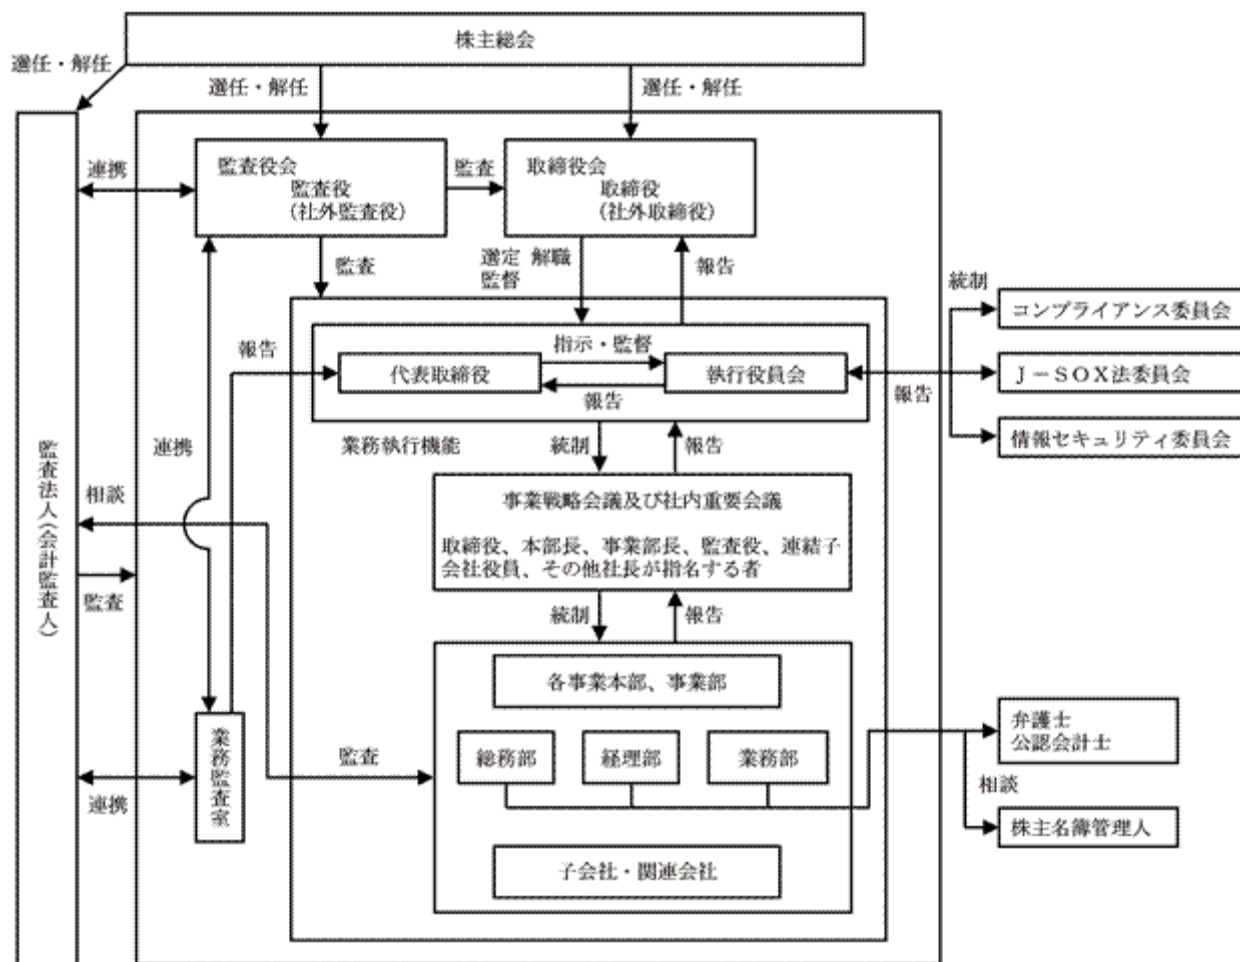 株主総会
選任・解任
選任・解任
選任・解任
監査役会
監査役
（社外監査役）
監査
取締役会
取締役
（社外取締役）
連携
監査
選定 解職
監督
報告
統制
コンプライアンス委員会
Ｊ－ＳＯＸ法委員会
情報セキュリティ委員会
報告
報告
指示・監督
代表取締役
執行役員会
報告
業務執行機能
統制
報告
連携
監査法人（会計監査人）
相談
監査
事業戦略会議及び社内重要会議
取締役、本部長、事業部長、監査役、連結子
会社役員、その他社長が指名する者
統制
報告
各事業本部、事業部
総務部
経理部
業務部
子会社・関連会社
監査
業務監査室
連携
弁護士
公認会計士
相談
株主名簿管理人